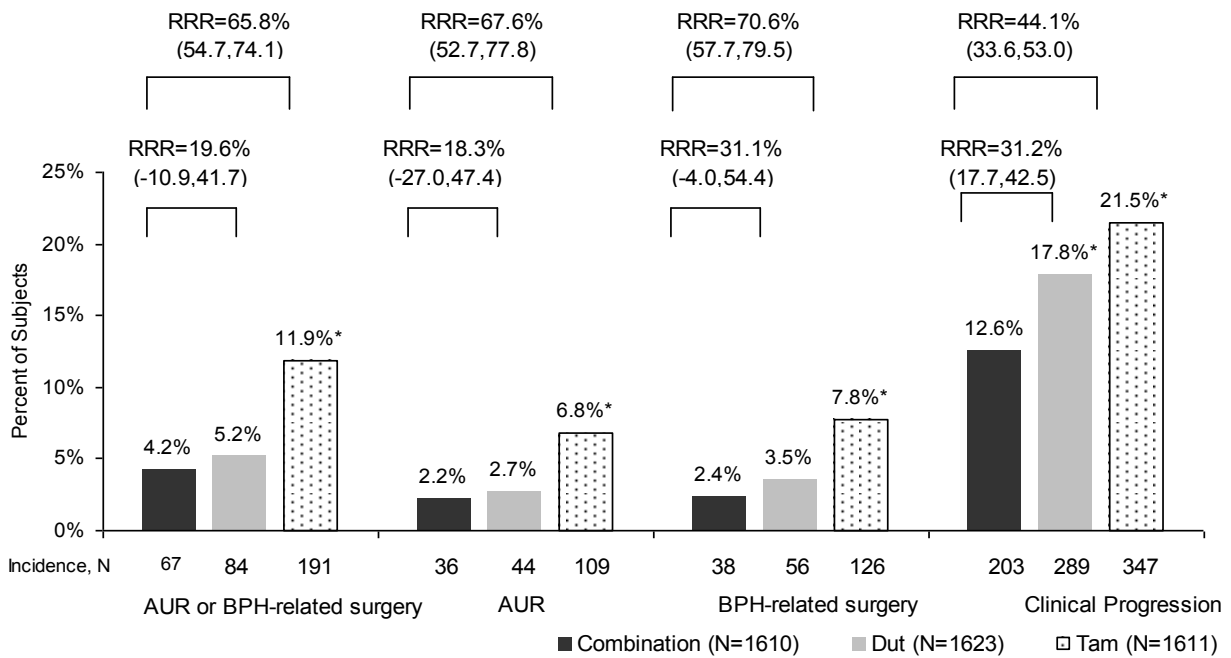 RRR=65.8% RRR=67.6% RRR=70.6% RRR=44.1%
(54.7,74.1) (52.7,77.8) (57.7,79.5) (33.6,53.0)
RRR=19.6% RRR=18.3% RRR=31.1% RRR=31.2%
(-10.9,41.7) (-27.0,47.4) (-4.0,54.4) (17.7,42.5)
25%
20%
15%
10%
5%
0%
Percent of Subjects
4.2% 5.2% 11.9%*
2.2% 2.7% 6.8%*
2.4% 3.5% 7.8%*
12.6% 17.8%* 21.5%*
Incidence, N 67 84 191 36 44 109 38 56 126 203 289 347
AUR or BPH-related surgery AUR BPH-related surgery Clinical Progression
Combination (N=1610) Dut (N=1623) Tam (N=1611)